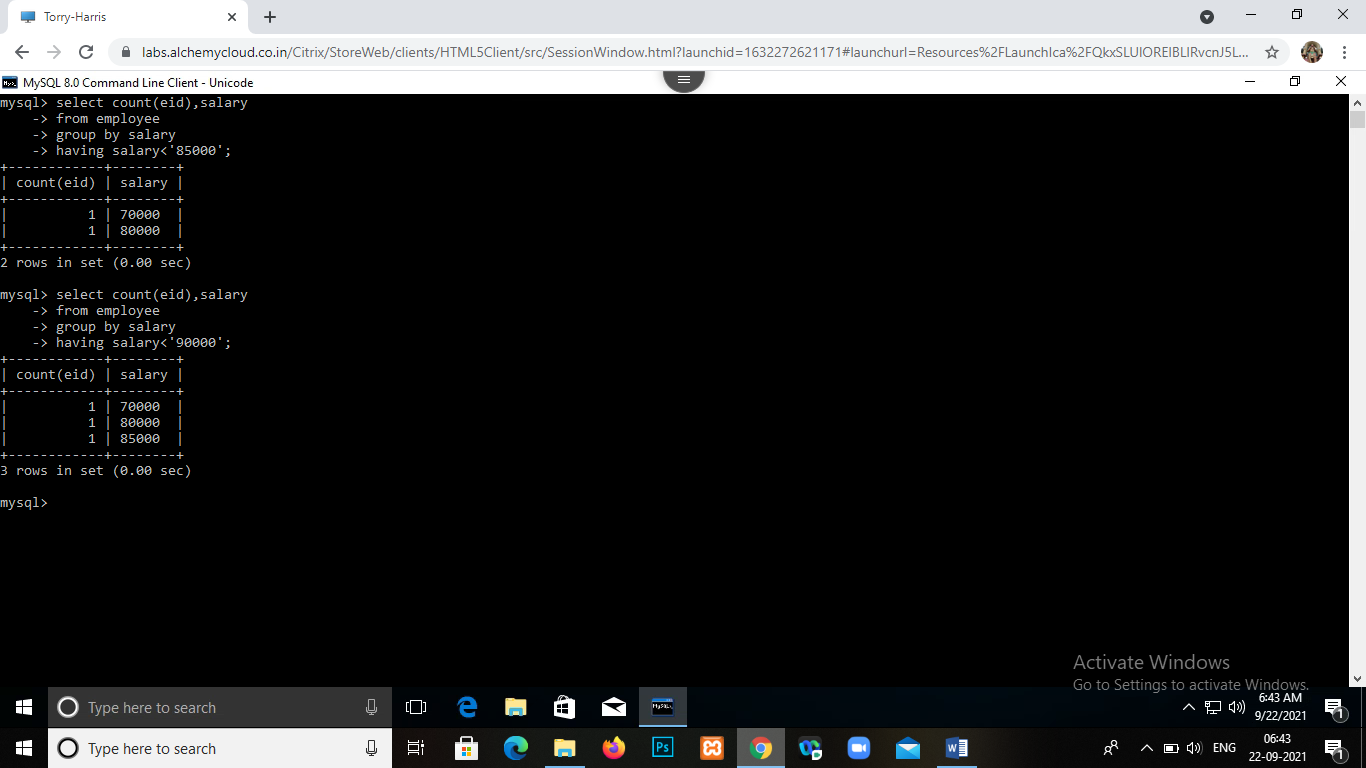 Torry-Harris
labs.alchemycloud.co.in/Citrix/StoreWeb/clients/HTML5Client/src/SessionWindow.html?launchid=1632272621171#launchurl=Resources%2FLaunchIca%2FQkxSLUlOREIBLlRvcnJ5L...
MySQL 8.0 Command Line Client - Unicode
mysql> select count(eid),salary
    -> from employee
    -> group by salary
    -> having salary<'85000';
+------------+--------+
| count(eid) | salary |
+------------+--------+
|          1 | 70000  |
|          1 | 80000  |
+------------+--------+
2 rows in set (0.00 sec)
mysql> select count(eid),salary
    -> from employee
    -> group by salary
    -> having salary<'90000';
+------------+--------+
| count(eid) | salary |
+------------+--------+
|          1 | 70000  |
|          1 | 80000  |
|          1 | 85000  |
+------------+--------+
3 rows in set (0.00 sec)
mysql>
Activate Windows
Go to Settings to activate Windows.
Type here to search
MySQL
6:43 AM
9/22/2021
1
Type here to search
Ps
ENG
06:43
22-09-2021
1